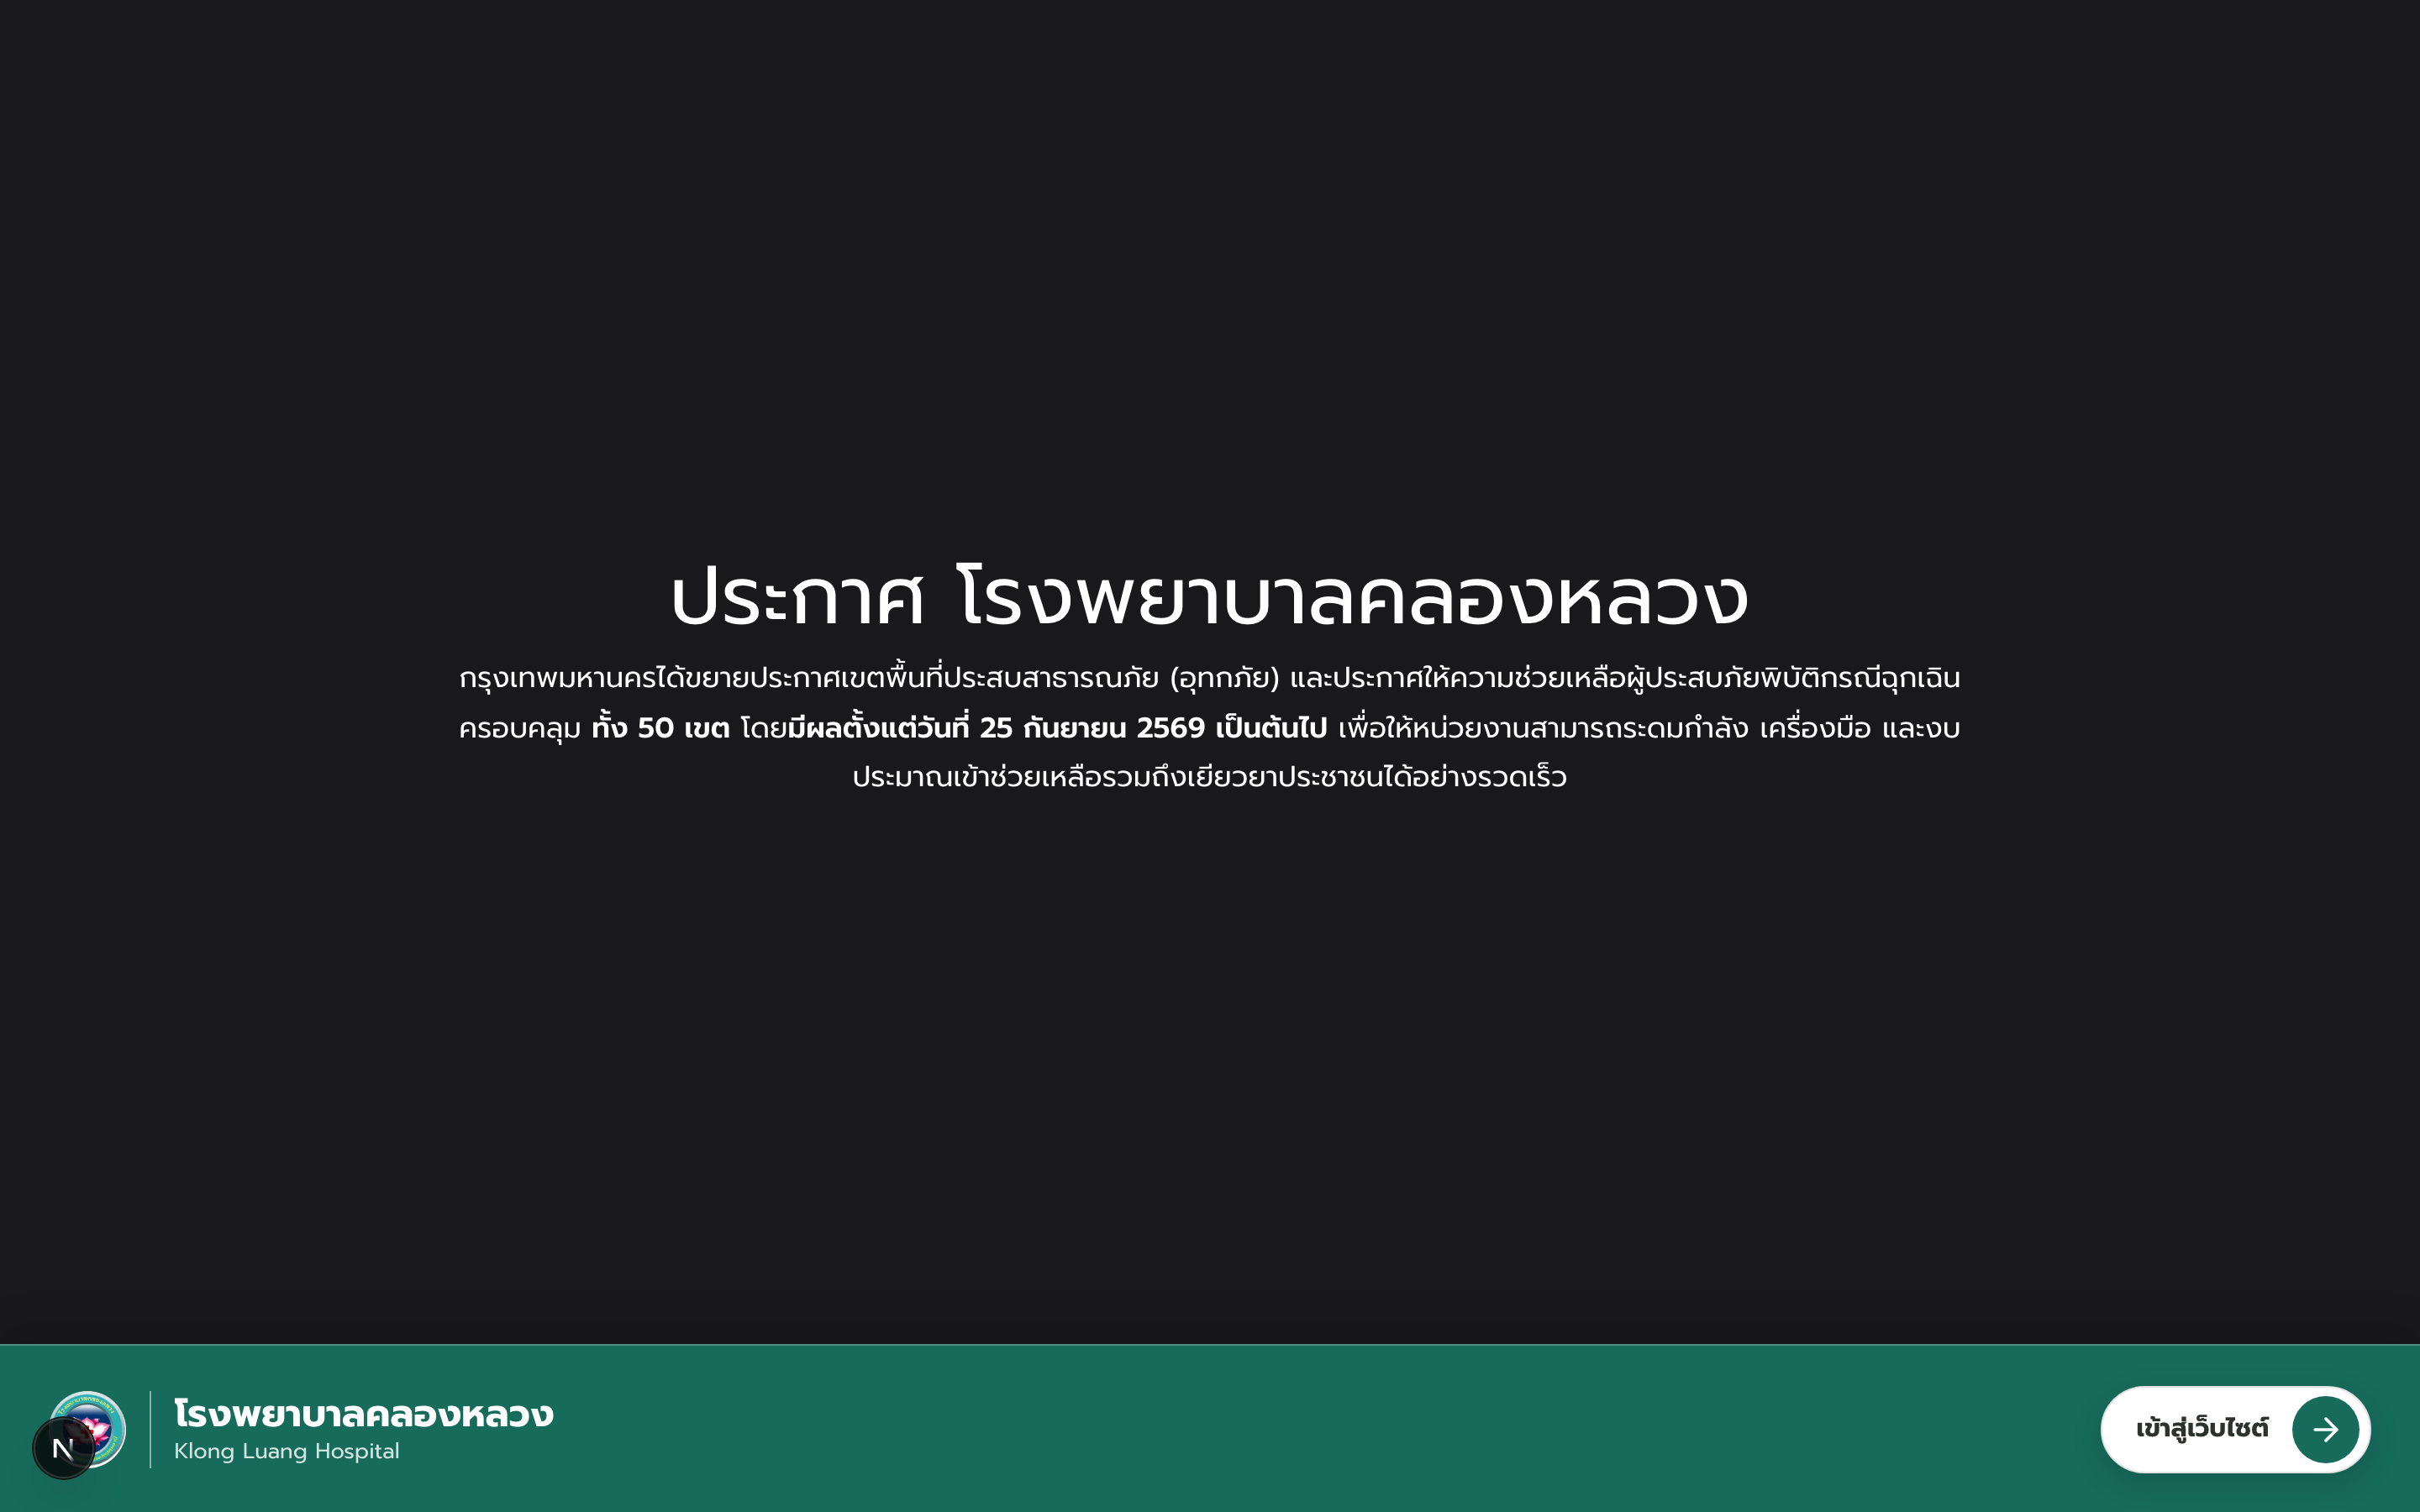 ประกาศ โรงพยาบาลคลองหลวง
กรุงเทพมหานครได้ขยายประกาศเขตพื้นที่ประสบสาธารณภัย (อุทกภัย) และประกาศให้ความช่วยเหลือผู้ประสบภัยพิบัติกรณีฉุกเฉิน
ครอบคลุม ทั้ง 50 เขต โดยมีผลตั้งแต่วันที่ 25 กันยายน 2569 เป็นต้นไป เพื่อให้หน่วยงานสามารถระดมกำลัง เครื่องมือ และงบ
ประมาณเข้าช่วยเหลือรวมถึงเยียวยาประชาชนได้อย่างรวดเร็ว
N
โรงพยาบาลคลองหลวง
Klong Luang Hospital
เข้าสู่เว็บไซต์